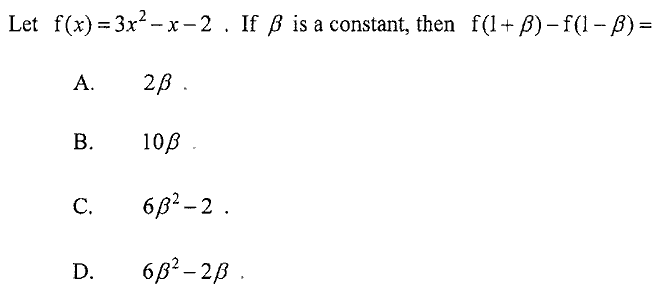 Let f(x) = 3x² − x − 2 . If β is a constant, then f(1 + β) − f(1 − β) =
A. 2β .
B. 10β .
C. 6β² − 2 .
D. 6β² − 2β .